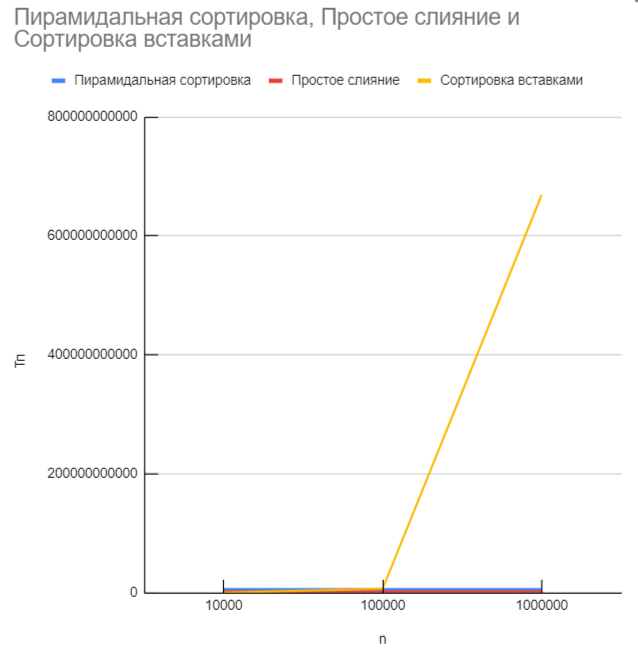 Пирамидальная сортировка, Простое слияние и
Сортировка вставками
Пирамидальная сортировка Простое слияние Сортировка вставками
800000000000
600000000000
Тп
400000000000
200000000000
0
10000 100000 1000000
n